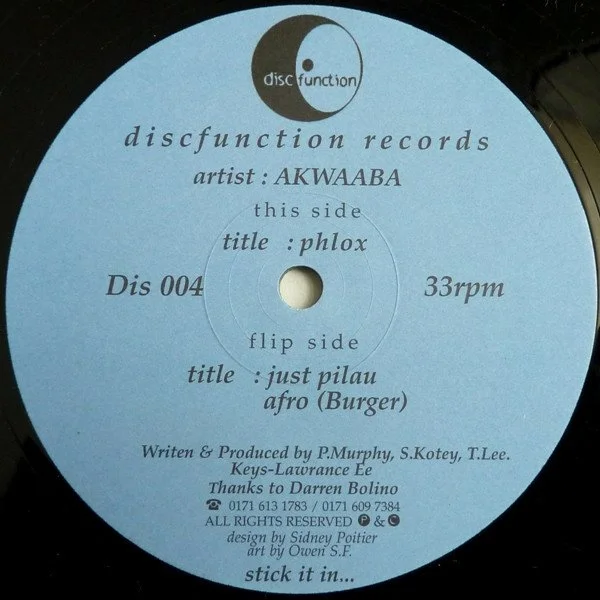 disc function
discfunction records
artist : AKWAABA
this side
title : phlox
Dis 004 33rpm
flip side
title : just pilau
afro (Burger)
Writen & Produced by P.Murphy, S.Kotey, T.Lee.
Keys-Lawrance Ee
Thanks to Darren Bolino
☎ 0171 613 1783 / 0171 609 7384
ALL RIGHTS RESERVED Ⓟ & ©
design by Sidney Poitier
art by Owen S.F.
stick it in...